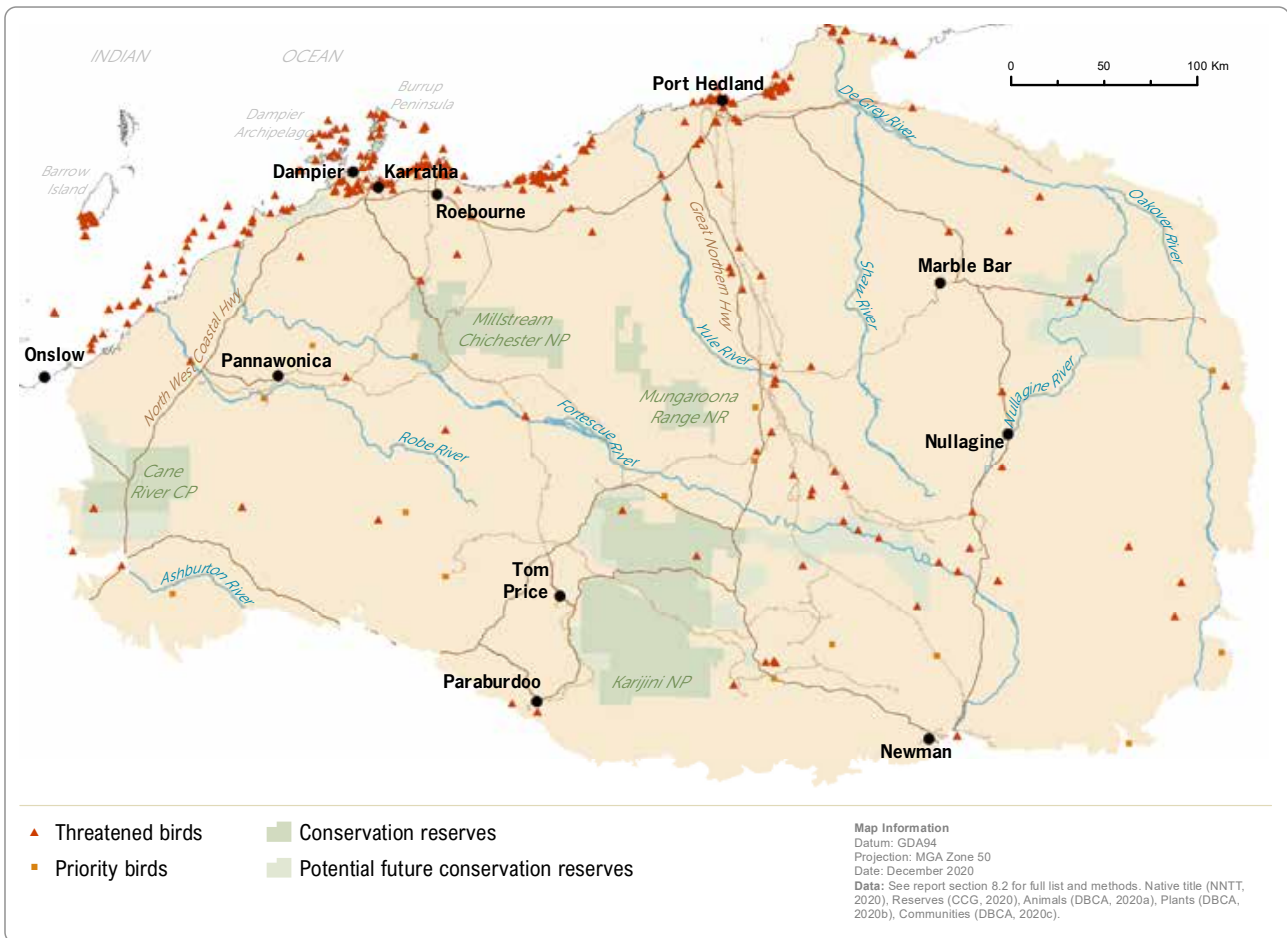 INDIAN
OCEAN
Burrup
Peninsula
Dampier
Archipelago
Barrow
Island
Port Hedland
0 50 100 Km
De Grey River
Dampier
Karratha
Roebourne
Oakover River
Great Northern Hwy
Shaw River
Marble Bar
North West Coastal Hwy
Millstream
Chichester NP
Yule River
Onslow
Pannawonica
Nullagine River
Mungaroona
Range NR
Fortescue River
Robe River
Nullagine
Cane
River CP
Ashburton River
Tom
Price
Paraburdoo
Karijini NP
Newman
Threatened birds
Priority birds
Conservation reserves
Potential future conservation reserves
Map Information
Datum: GDA94
Projection: MGA Zone 50
Date: December 2020
Data: See report section 8.2 for full list and methods. Native title (NNTT,
2020), Reserves (CCG, 2020), Animals (DBCA, 2020a), Plants (DBCA,
2020b), Communities (DBCA, 2020c).